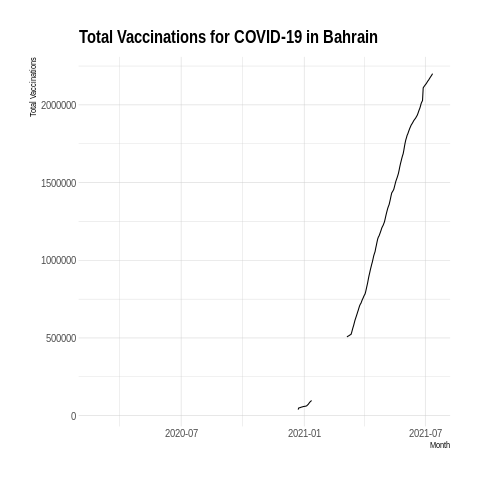 Total Vaccinations for COVID-19 in Bahrain
Total Vaccinations
2000000
1500000
1000000
500000
0
2020-07
2021-01
2021-07
Month